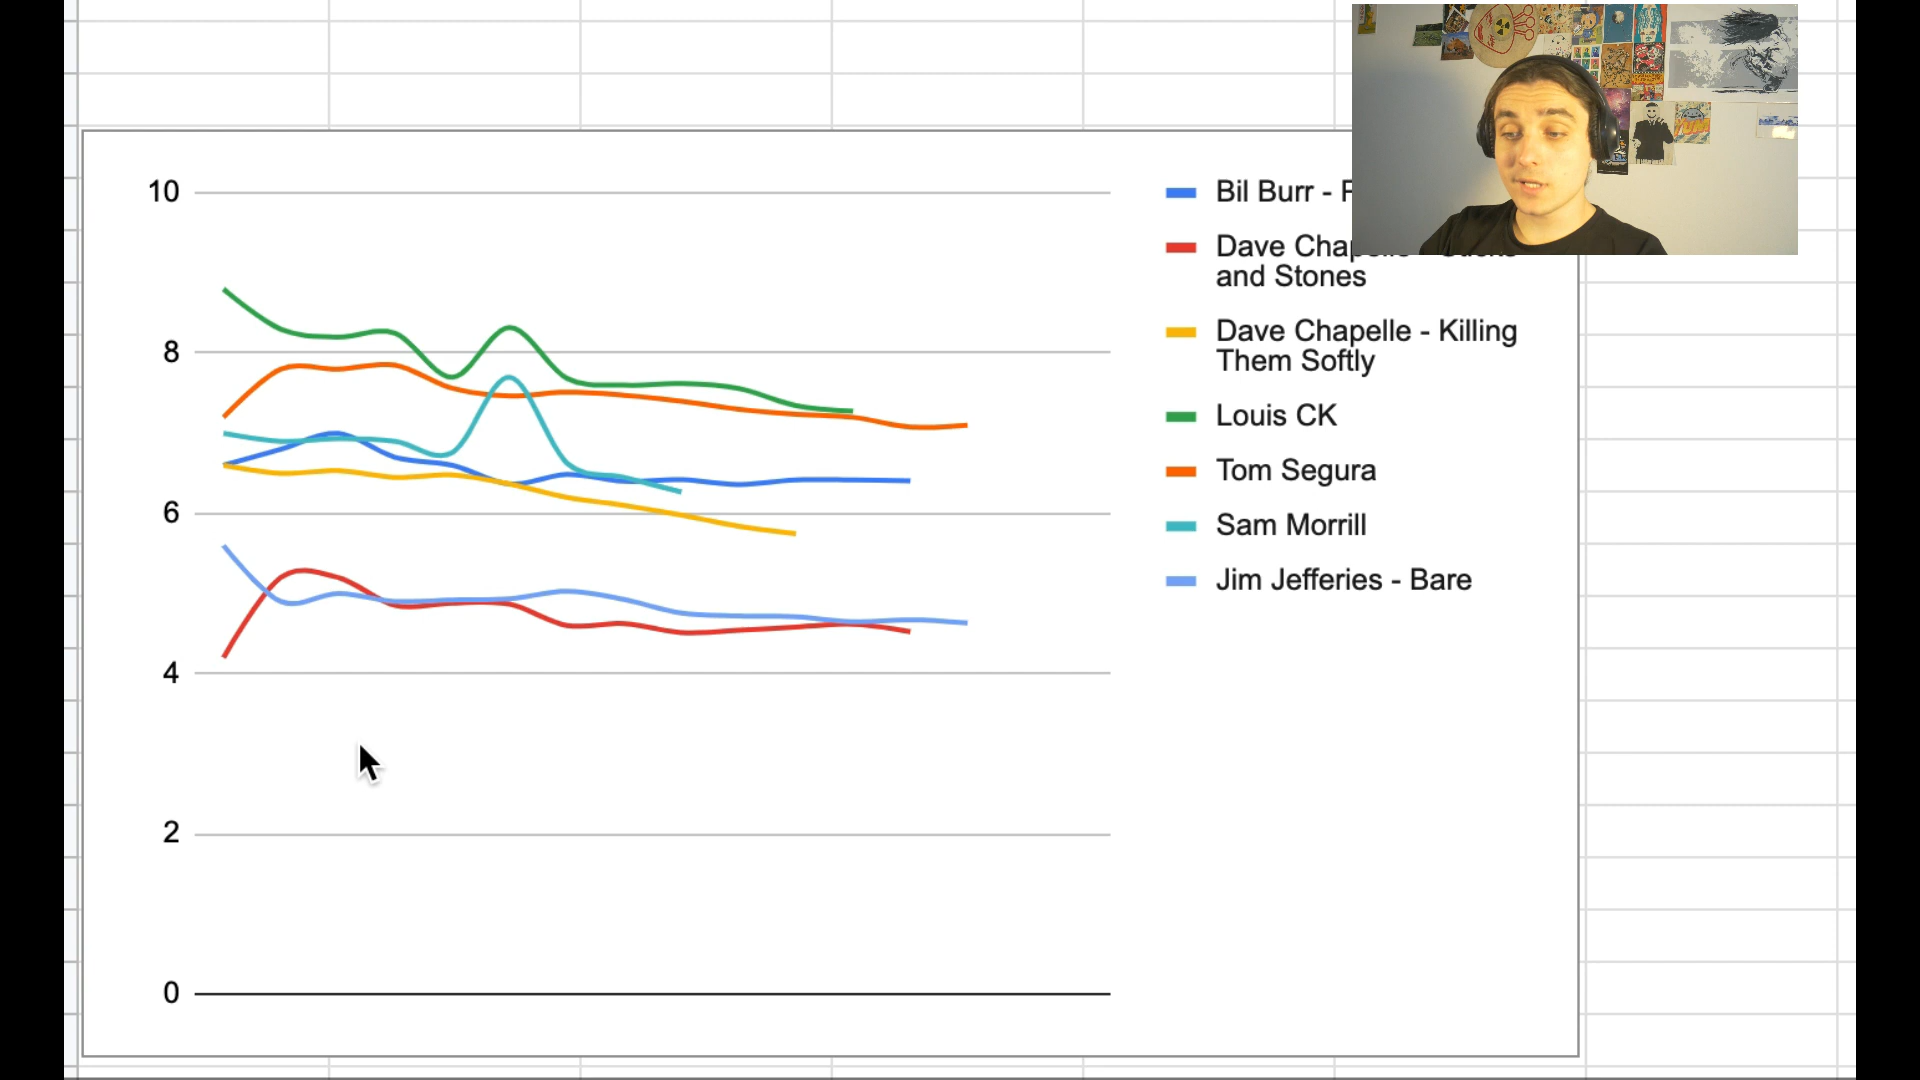 10
8
6
4
2
0
Bil Burr -
Dave
and Stones
Dave Chapelle - Killing
Them Softly
Louis CK
Tom Segura
Sam Morrill
Jim Jefferies - Bare